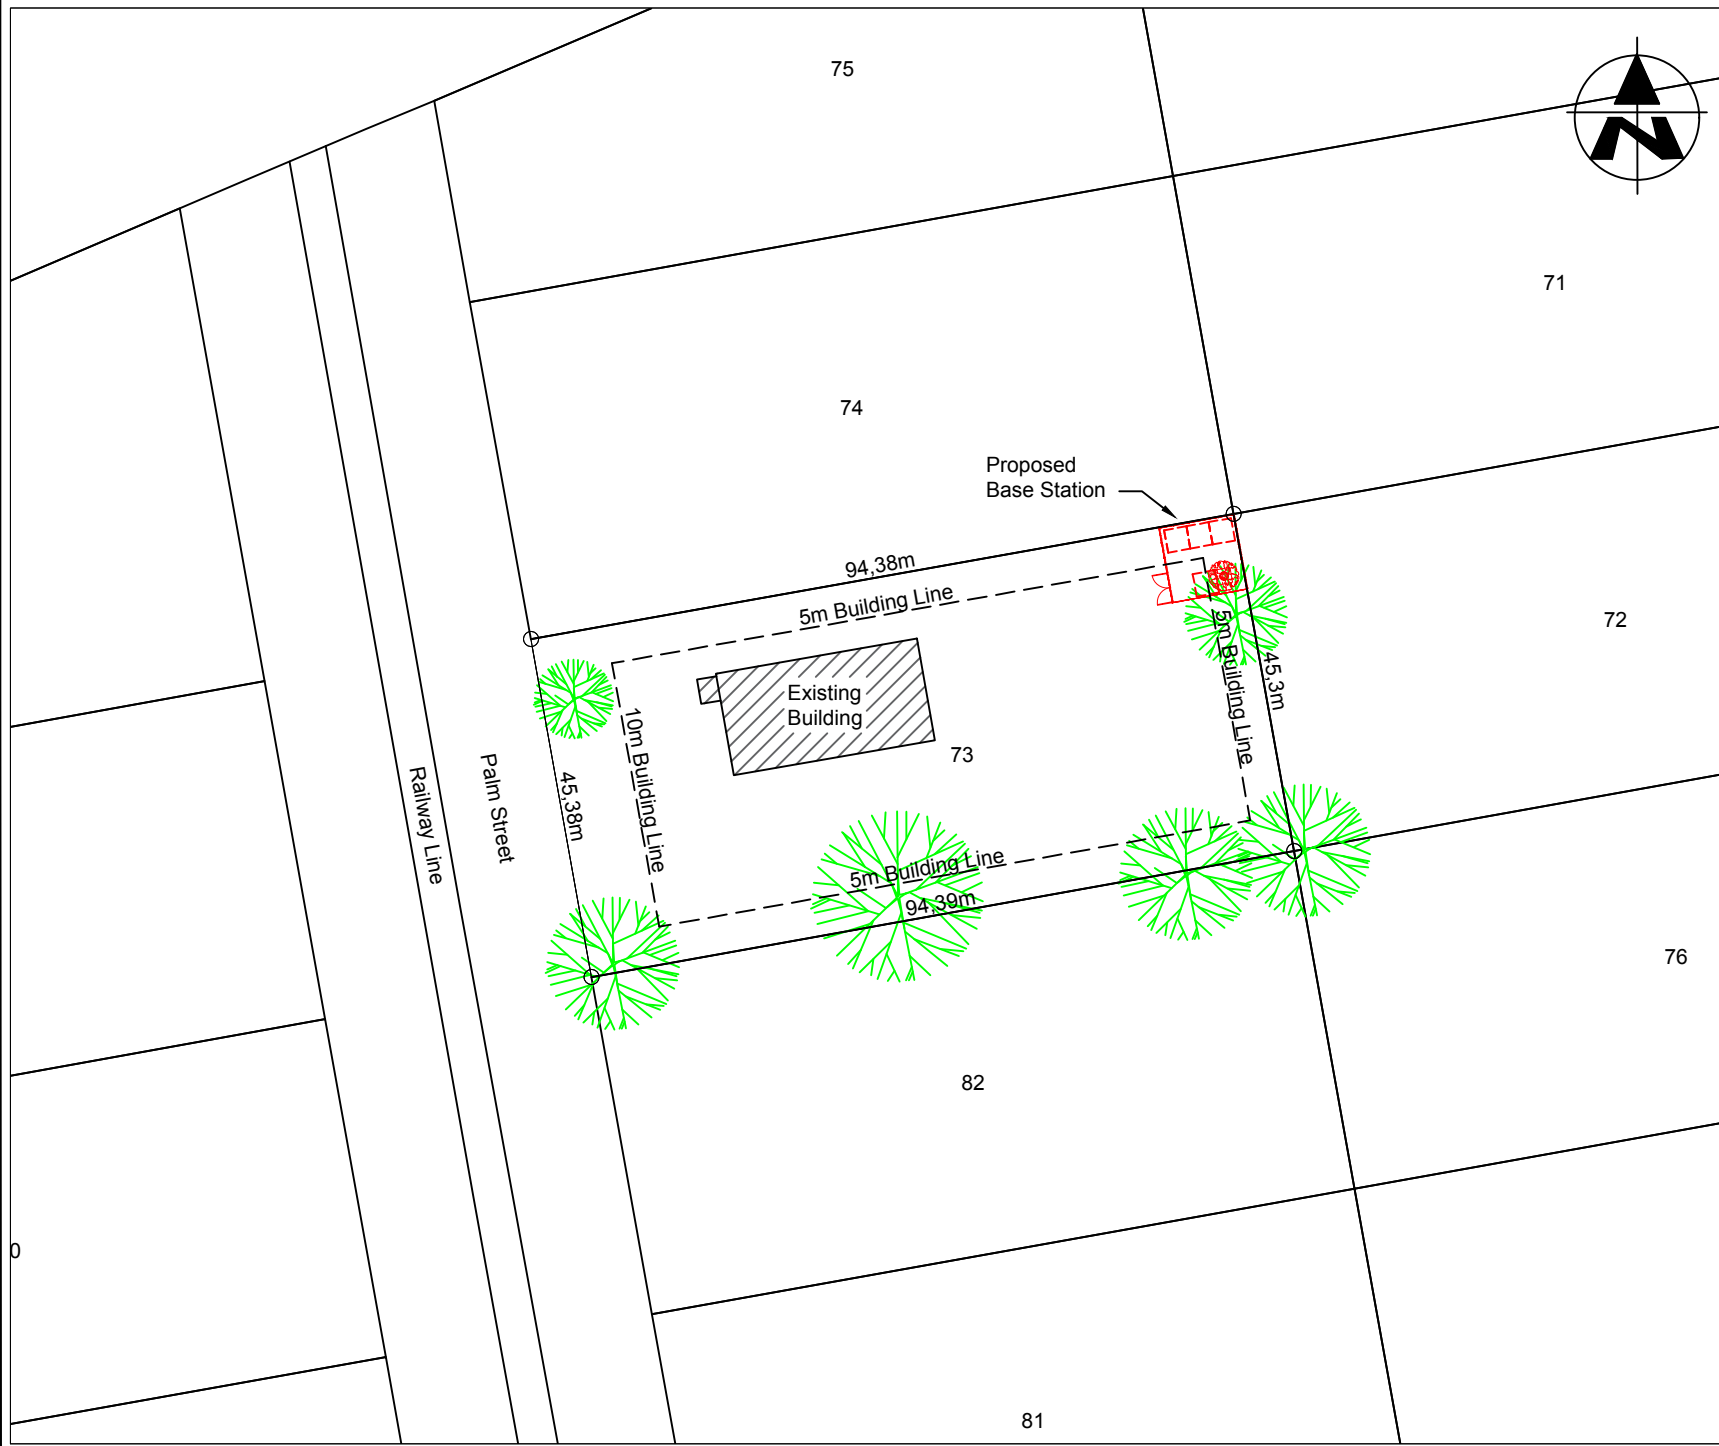 75
N
71
74
Proposed
Base Station
94,38m
5m Building Line
72
Existing
Building
5m Building Line
45,3m
10m Building Line
73
45,38m
Palm Street
Railway Line
5m Building Line
94,39m
76
82
0
81